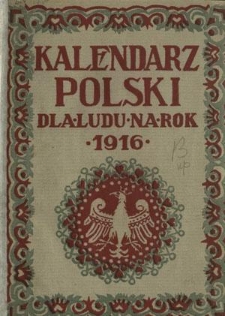 KALENDARZ
POLSKI
DLA·LUDU·NA·ROK
·1916·